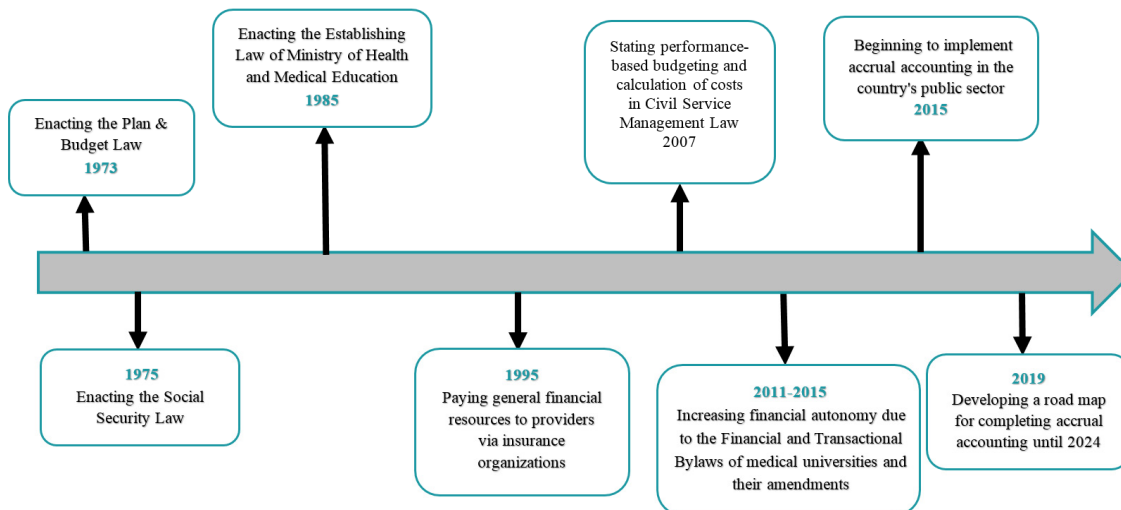 Enacting the Plan &
Budget Law
1973
Enacting the Establishing
Law of Ministry of Health
and Medical Education
1985
Stating performance-
based budgeting and
calculation of costs
in Civil Service
Management Law
2007
Beginning to implement
accrual accounting in the
country's public sector
2015
1975
Enacting the Social
Security Law
1995
Paying general financial
resources to providers
via insurance
organizations
2011-2015
Increasing financial autonomy due
to the Financial and Transactional
Bylaws of medical universities and
their amendments
2019
Developing a road map
for completing accrual
accounting until 2024